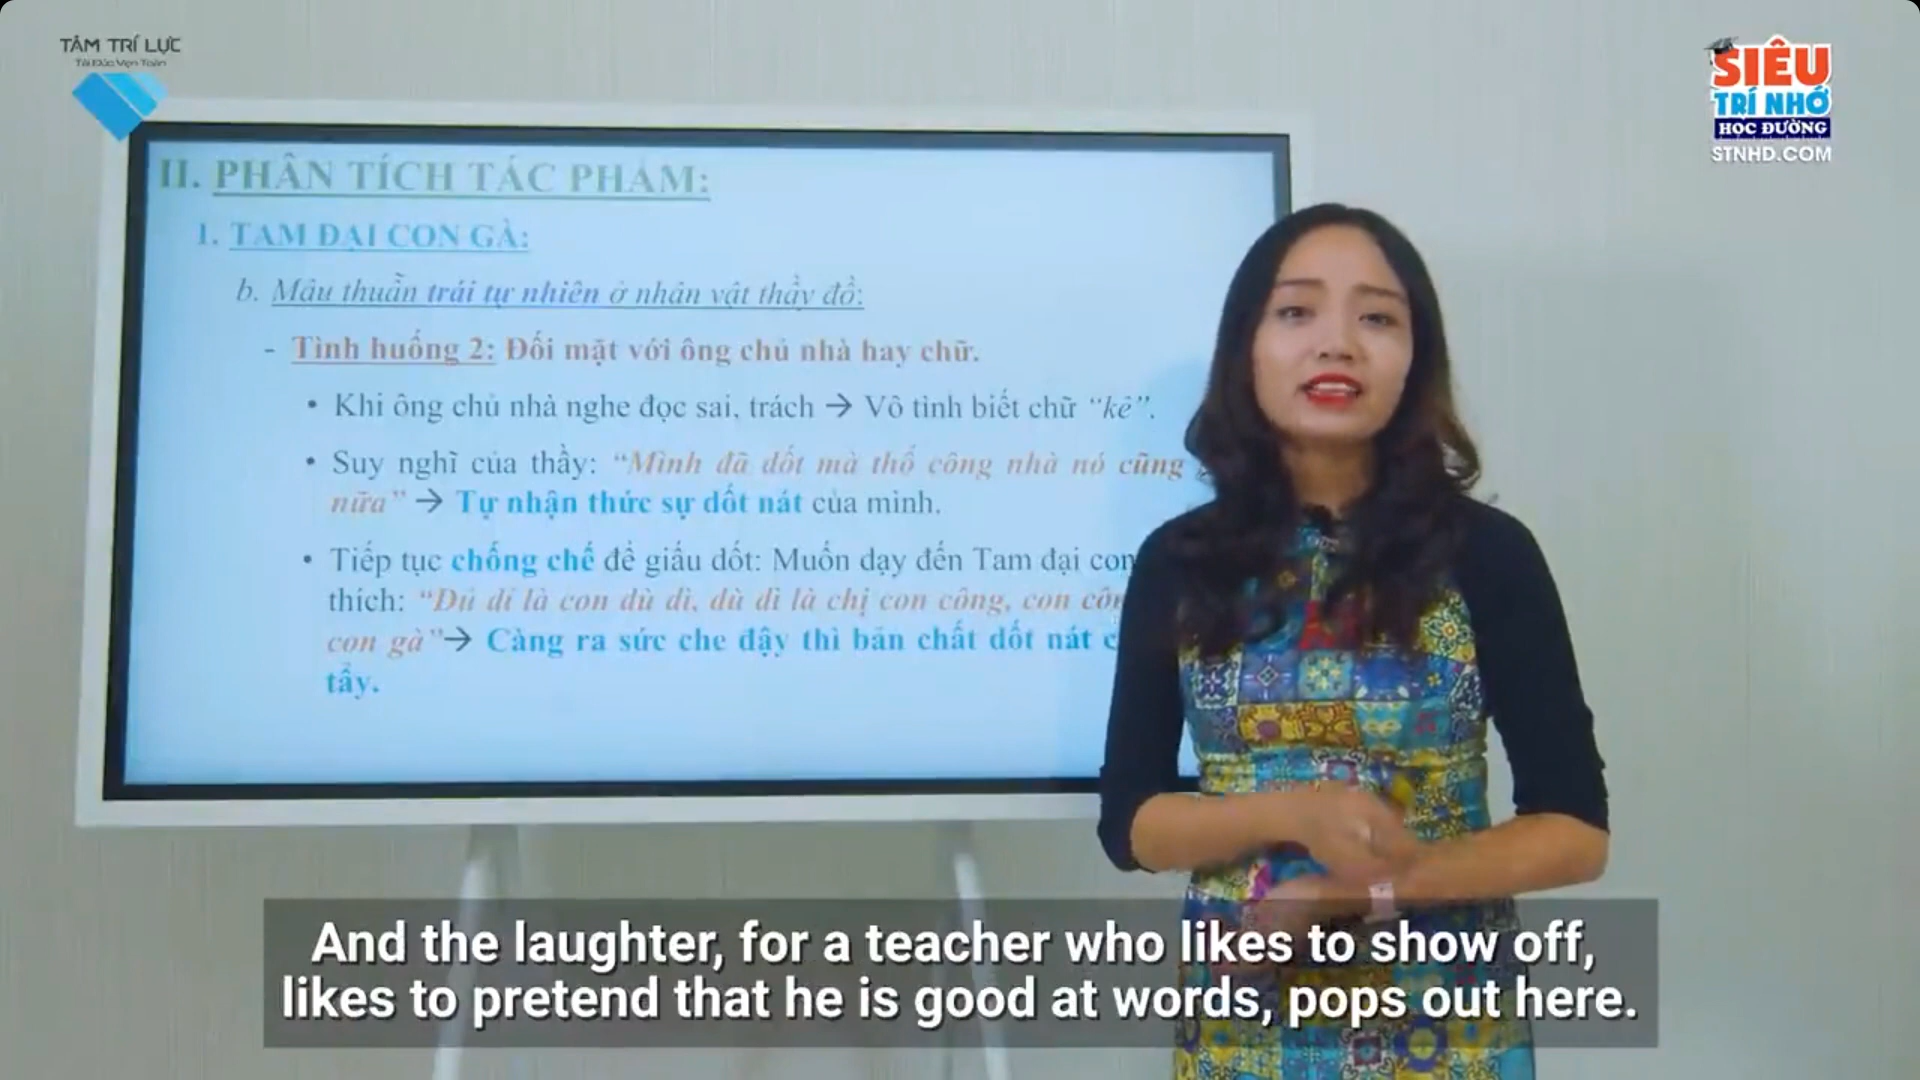 TÂM TRÍ LỰC
Tài Đức Vẹn Toàn
SIÊU
TRÍ NHỚ
HỌC ĐƯỜNG
STNHD.COM
II. PHÂN TÍCH TÁC PHẨM:
1. TAM ĐẠI CON GÀ:
b. Mâu thuẫn trái tự nhiên ở nhân vật thầy đồ:
- Tình huống 2: Đối mặt với ông chủ nhà hay chữ.
• Khi ông chủ nhà nghe đọc sai, trách → Vô tình biết chữ “kê”.
• Suy nghĩ của thầy: “Mình đã dốt mà thổ công nhà nó cũng
nữa” → Tự nhận thức sự dốt nát của mình.
• Tiếp tục chống chế để giấu dốt: Muốn dạy đến Tam đại con
thích: “Dủ dỉ là con dù dì, dù dì là chị con công, con
con gà” → Càng ra sức che đậy thì bản chất dốt nát
tẩy.
And the laughter, for a teacher who likes to show off,
likes to pretend that he is good at words, pops out here.